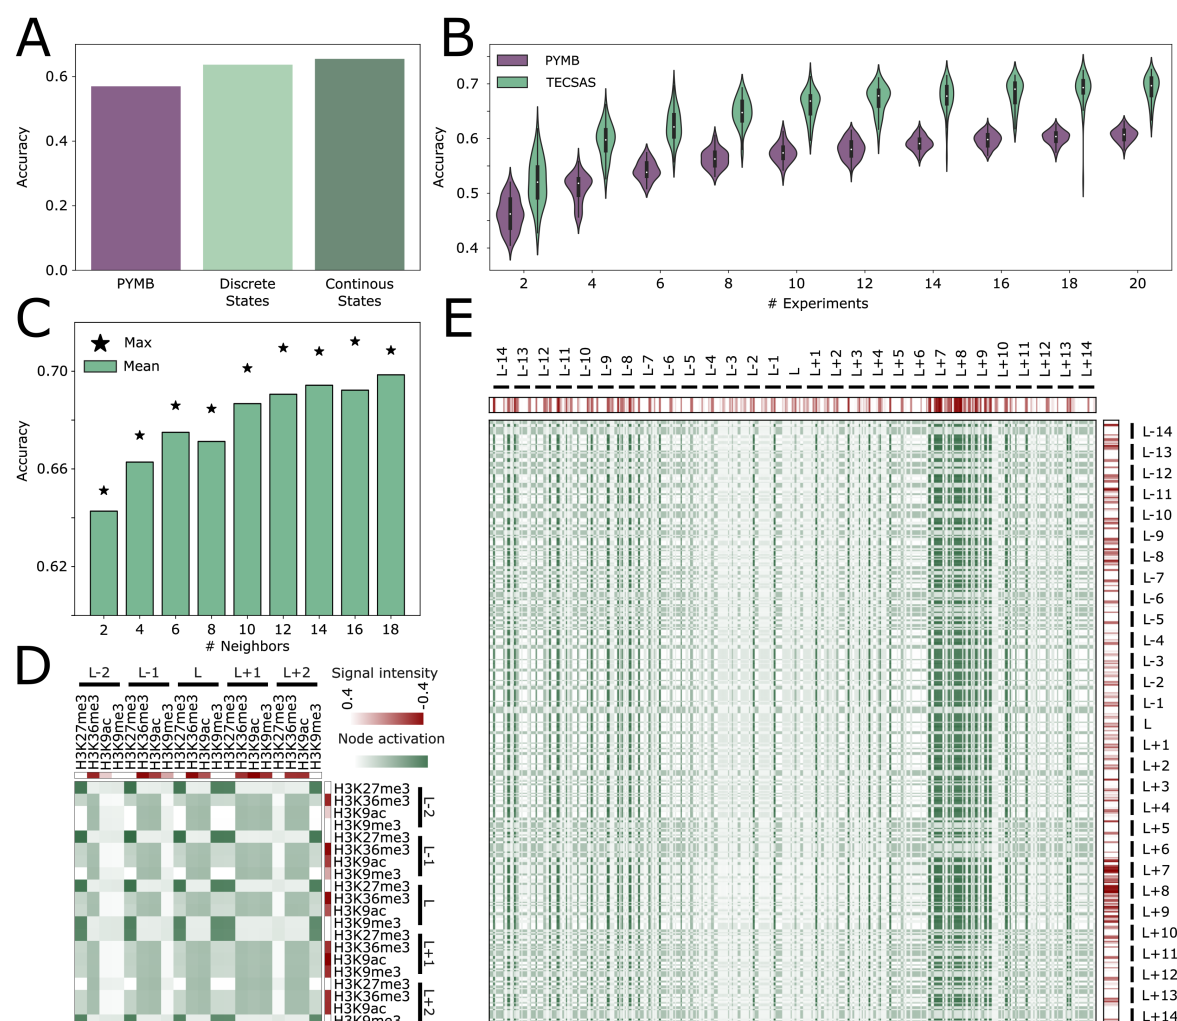 A
0.6
0.4
0.2
0.0
Accuracy
PYMB
Discrete
States
Continous
States
B
PYMB
TECSAS
0.7
0.6
0.5
0.4
Accuracy
2 4 6 8 10 12 14 16 18 20
# Experiments
C
Max
Mean
0.70
0.66
0.62
Accuracy
2 4 6 8 10 12 14 16 18
# Neighbors
D
L-2 L-1 L L+1 L+2
Signal intensity
0.4 -0.4
Node activation
H3K27me3
H3K36me3
H3K9ac
H3K9me3
H3K27me3
H3K36me3
H3K9ac
H3K9me3
H3K27me3
H3K36me3
H3K9ac
H3K9me3
H3K27me3
H3K36me3
H3K9ac
H3K9me3
H3K27me3
H3K36me3
H3K9ac
H3K9me3
H3K27me3
H3K36me3
H3K9ac
H3K9me3
L-2
H3K27me3
H3K36me3
H3K9ac
H3K9me3
L-1
H3K27me3
H3K36me3
H3K9ac
H3K9me3
L
H3K27me3
H3K36me3
H3K9ac
H3K9me3
L+1
H3K27me3
H3K36me3
H3K9ac
H3K9me3
L+2
E
L-14 L-13 L-12 L-11 L-10 L-9 L-8 L-7 L-6 L-5 L-4 L-3 L-2 L-1 L L+1 L+2 L+3 L+4 L+5 L+6 L+7 L+8 L+9 L+10 L+11 L+12 L+13 L+14
L-14
L-13
L-12
L-11
L-10
L-9
L-8
L-7
L-6
L-5
L-4
L-3
L-2
L-1
L
L+1
L+2
L+3
L+4
L+5
L+6
L+7
L+8
L+9
L+10
L+11
L+12
L+13
L+14